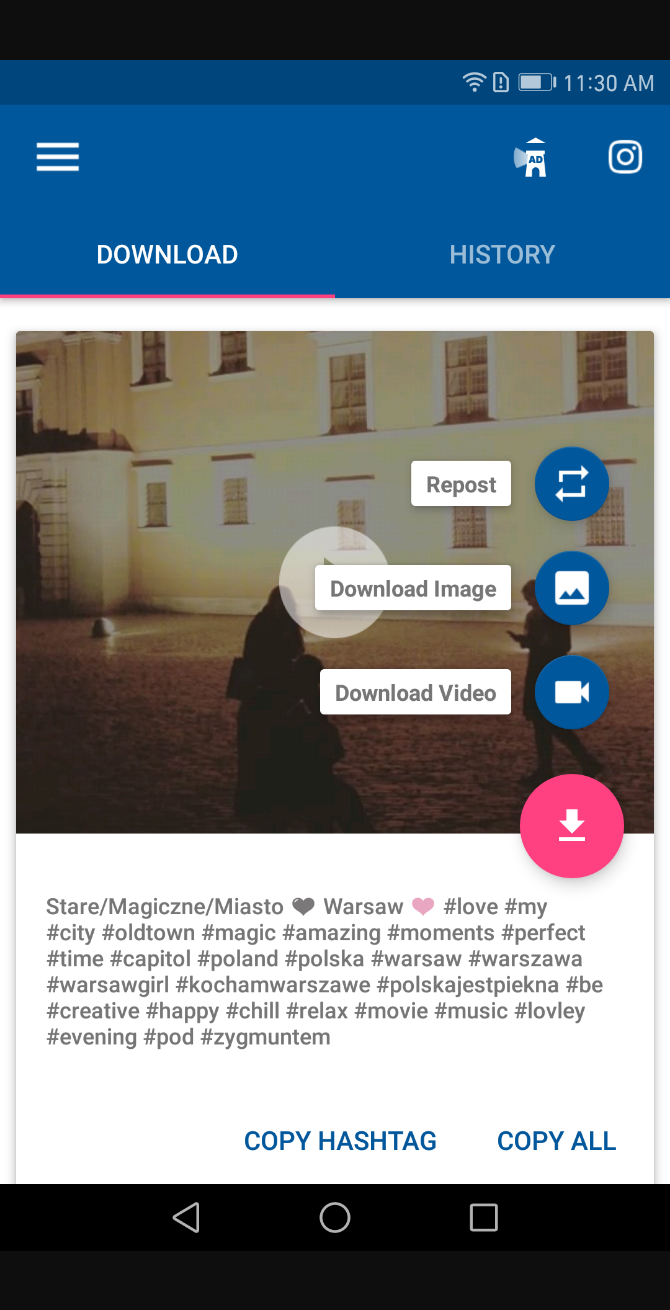 11:30 AM
AD
DOWNLOAD
HISTORY
Repost
Download Image
Download Video
Stare/Magiczne/Miasto 🖤 Warsaw 💗 #love #my
#city #oldtown #magic #amazing #moments #perfect
#time #capitol #poland #polska #warsaw #warszawa
#warsawgirl #kochamwarszawe #polskajestpiekna #be
#creative #happy #chill #relax #movie #music #lovley
#evening #pod #zygmuntem
COPY HASHTAG
COPY ALL